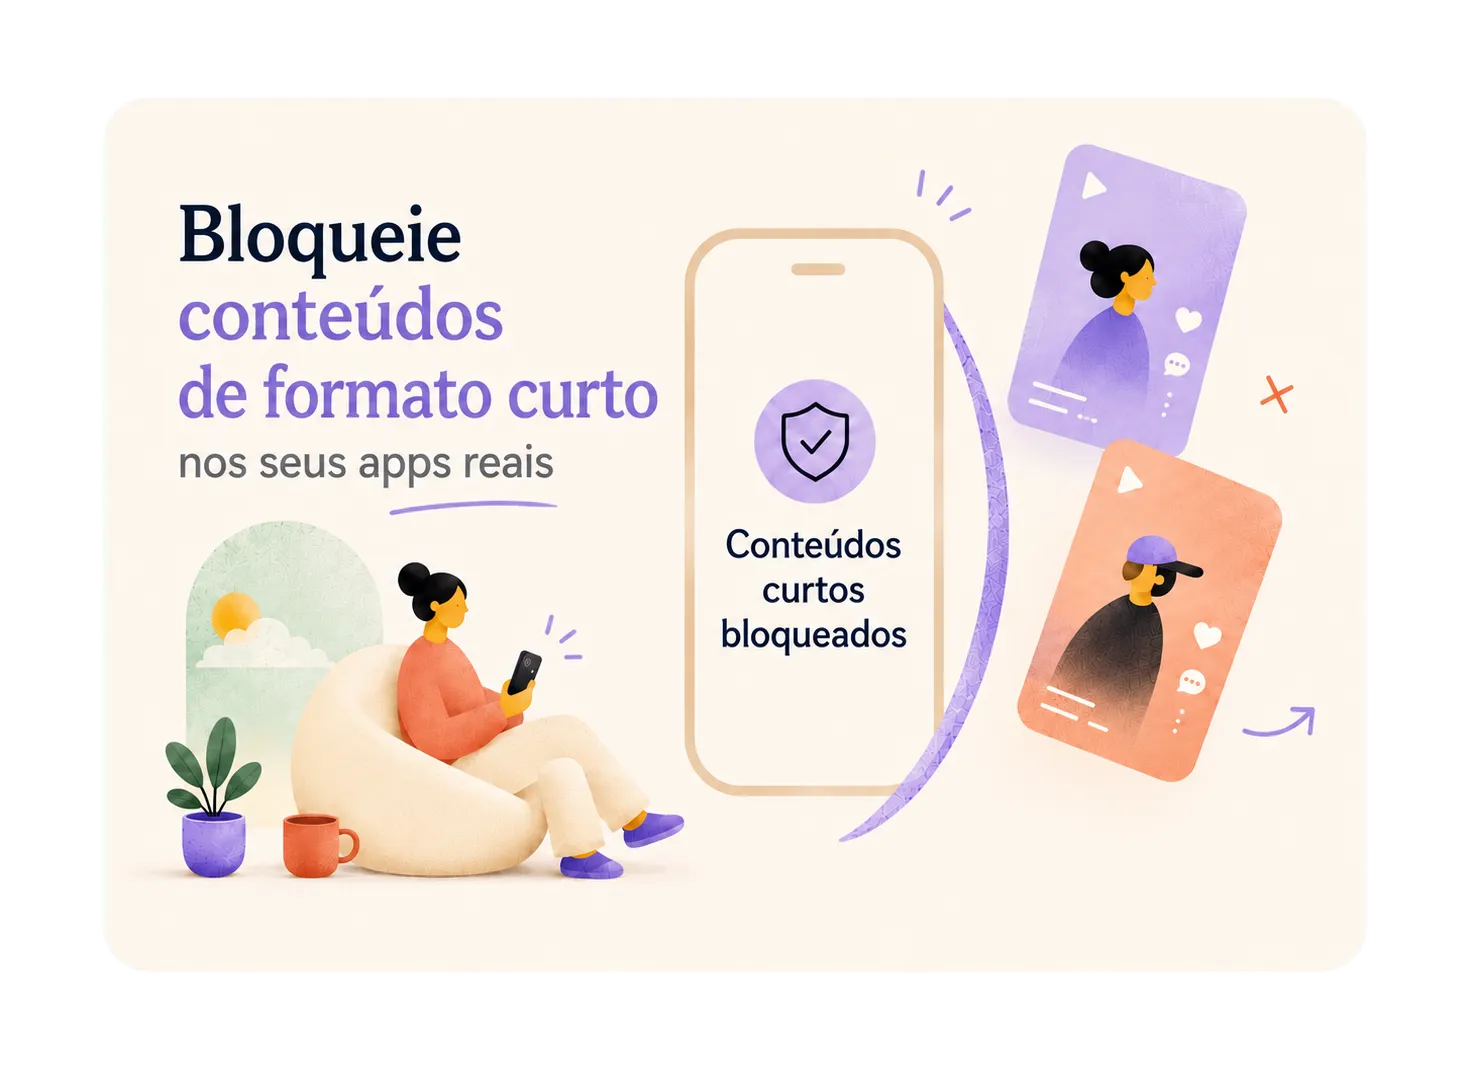 Bloqueie
conteúdos
de formato curto
nos seus apps reais
Conteúdos
curtos
bloqueados